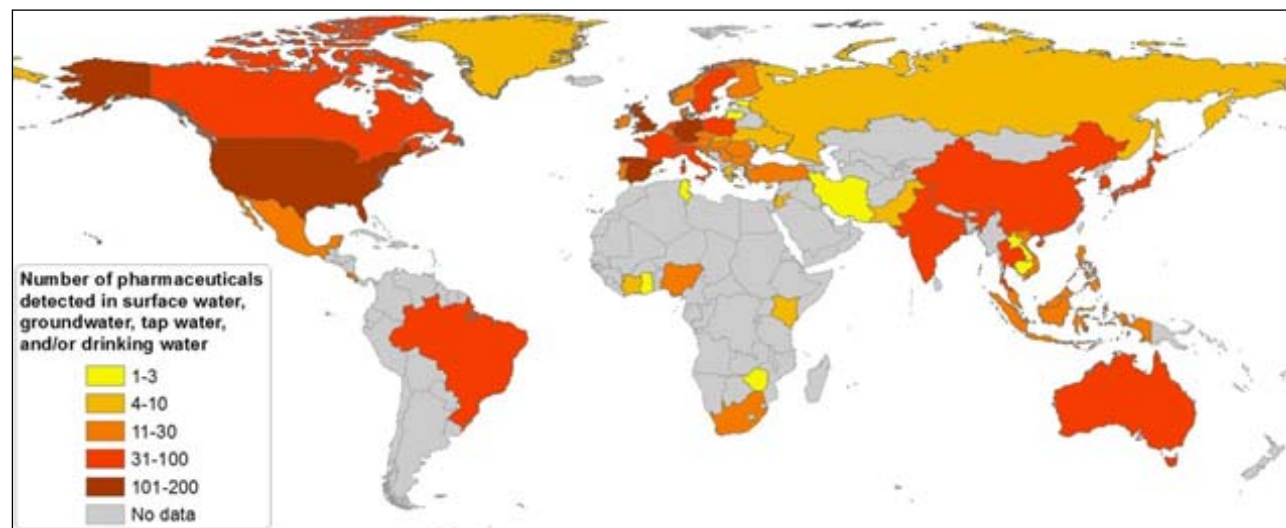 Number of pharmaceuticals
detected in surface water,
groundwater, tap water,
and/or drinking water
1-3
4-10
11-30
31-100
101-200
No data